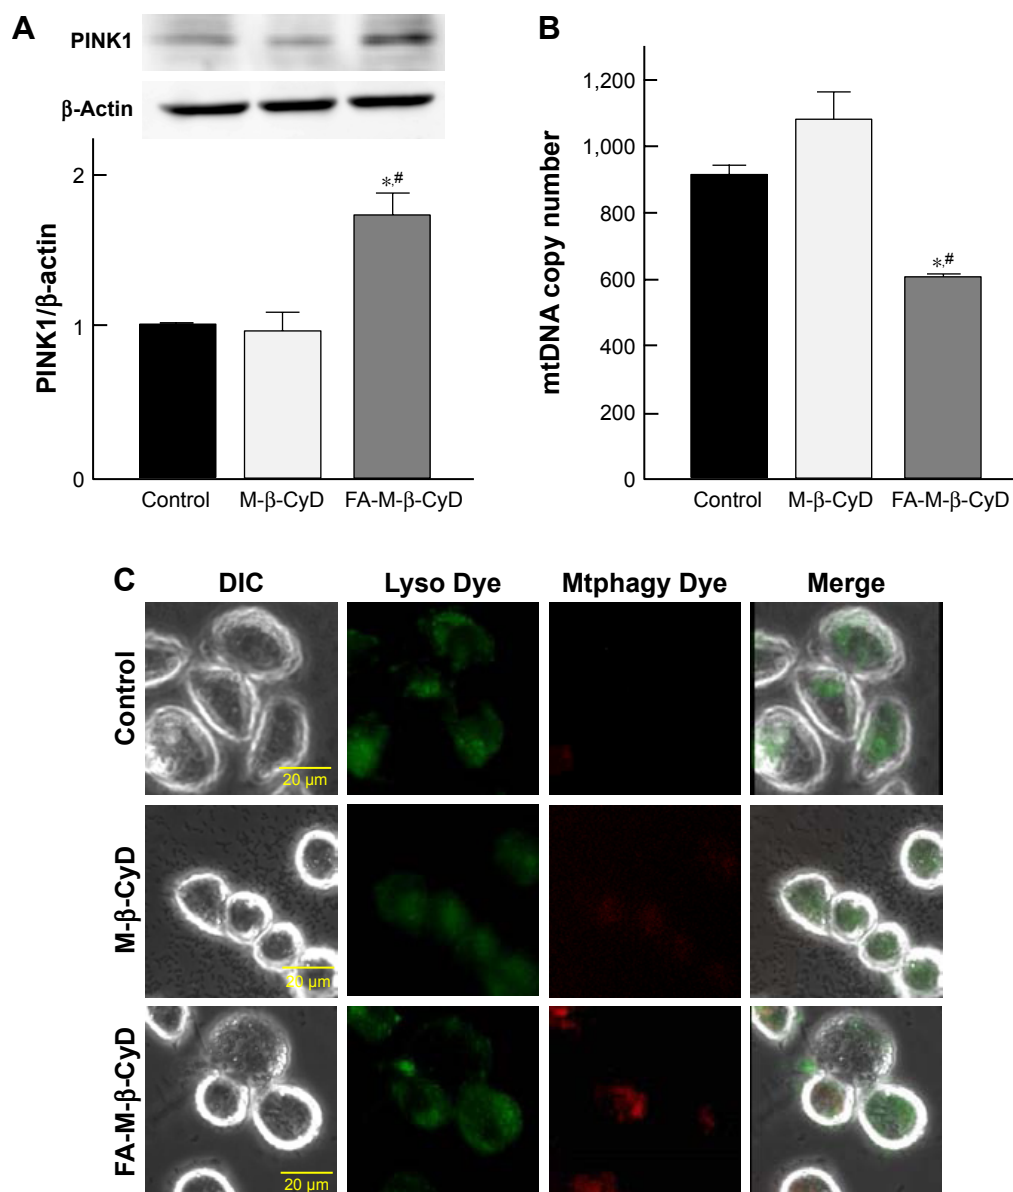 A
PINK1
β-Actin
2
1
0
PINK1/β-actin
*,#
Control M-β-CyD FA-M-β-CyD
B
1,200
1,000
800
600
400
200
0
mtDNA copy number
*,#
Control M-β-CyD FA-M-β-CyD
C
DIC Lyso Dye Mtphagy Dye Merge
Control
20 µm
M-β-CyD
20 µm
FA-M-β-CyD
20 µm